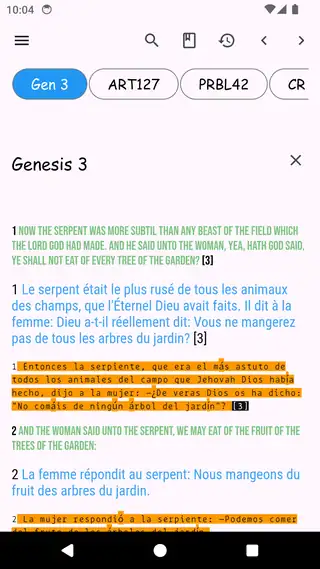 10:04
Gen 3 ART127 PRBL42 CR
Genesis 3
1 NOW THE SERPENT WAS MORE SUBTIL THAN ANY BEAST OF THE FIELD WHICH
THE LORD GOD HAD MADE. AND HE SAID UNTO THE WOMAN, YEA, HATH GOD SAID,
YE SHALL NOT EAT OF EVERY TREE OF THE GARDEN? [3]
1 Le serpent était le plus rusé de tous les animaux
des champs, que l'Éternel Dieu avait faits. Il dit à la
femme: Dieu a-t-il réellement dit: Vous ne mangerez
pas de tous les arbres du jardin? [3]
1 Entonces la serpiente, que era el más astuto de
todos los animales del campo que Jehovah Dios había
hecho, dijo a la mujer: —¿De veras Dios os ha dicho:
"No comáis de ningún árbol del jardín"? [3]
2 AND THE WOMAN SAID UNTO THE SERPENT, WE MAY EAT OF THE FRUIT OF THE
TREES OF THE GARDEN:
2 La femme répondit au serpent: Nous mangeons du
fruit des arbres du jardin.
2 La mujer respondió a la serpiente: —Podemos comer
del fruto de los árboles del jardín,